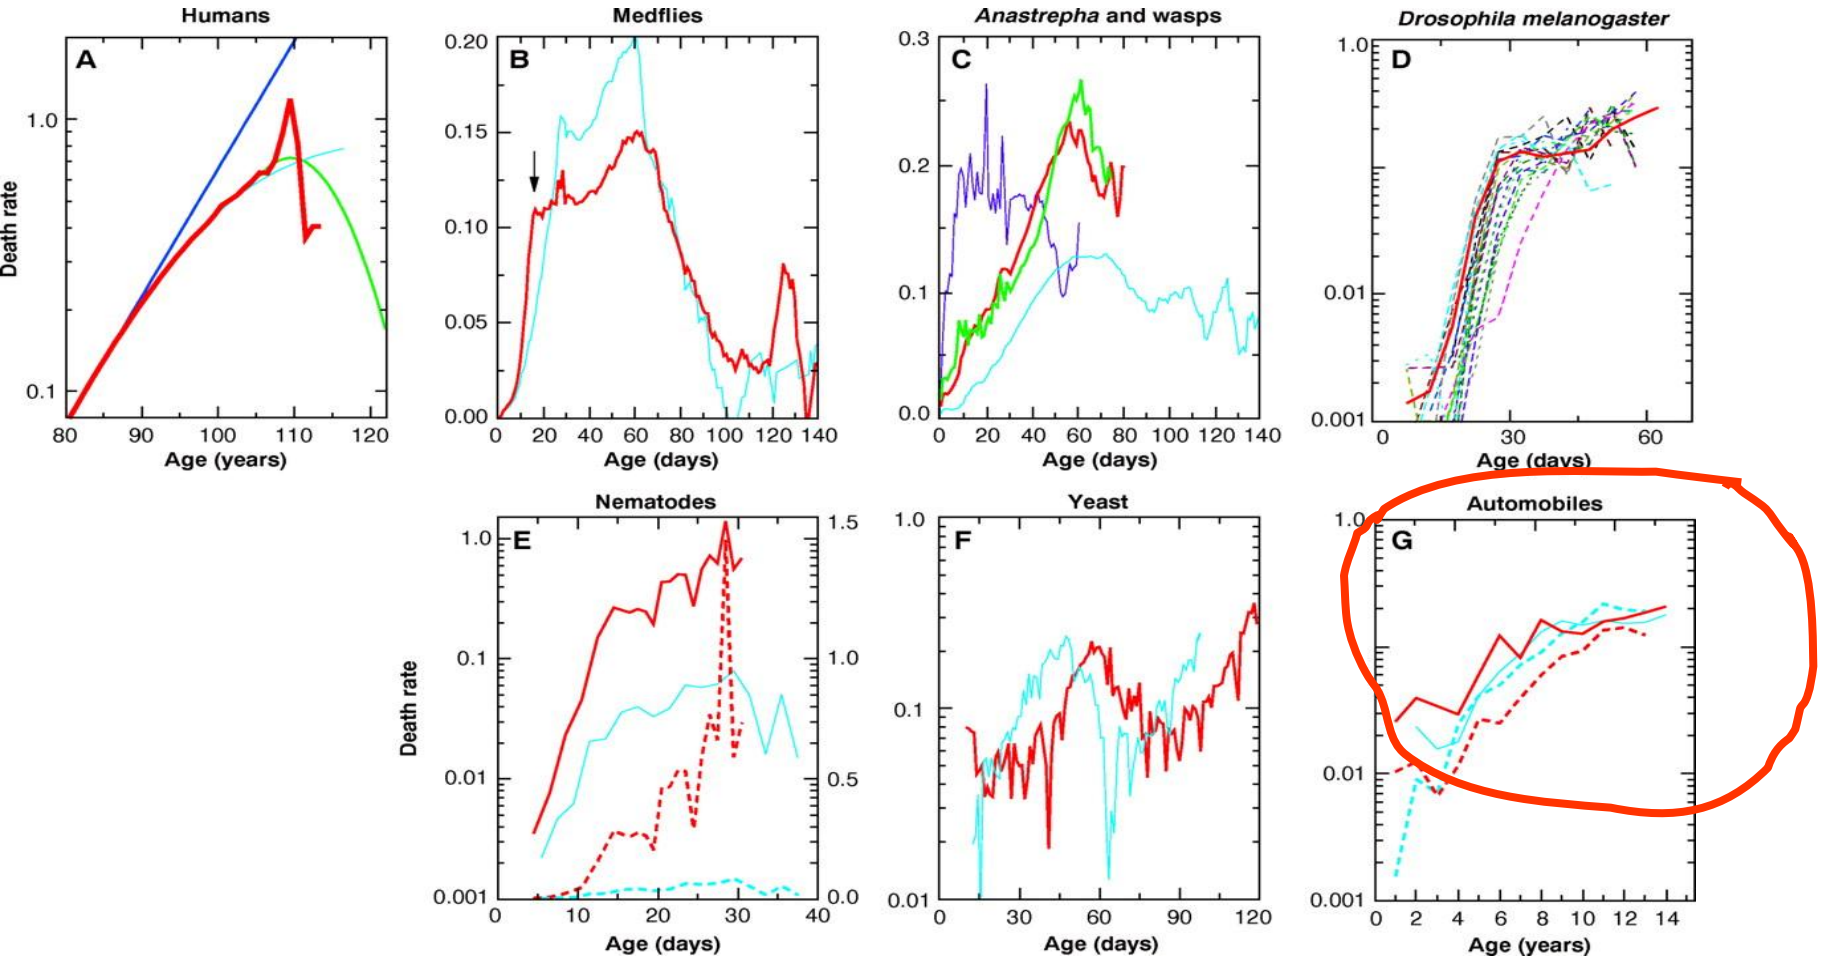 Humans
A
1.0
0.1
Death rate
80 90 100 110 120
Age (years)
Medflies
B
0.20
0.15
0.10
0.05
0.00
0 20 40 60 80 100 120 140
Age (days)
Anastrepha and wasps
C
0.3
0.2
0.1
0.0
0 20 40 60 80 100 120 140
Age (days)
Drosophila melanogaster
D
1.0
0.01
0.001
0 30 60
Age (days)
Nematodes
E
1.0
0.1
0.01
0.001
1.5
1.0
0.5
0.0
Death rate
0 10 20 30 40
Age (days)
Yeast
F
1.0
0.1
0.01
0 30 60 90 120
Age (days)
Automobiles
G
1.0
0.01
0.001
0 2 4 6 8 10 12 14
Age (years)